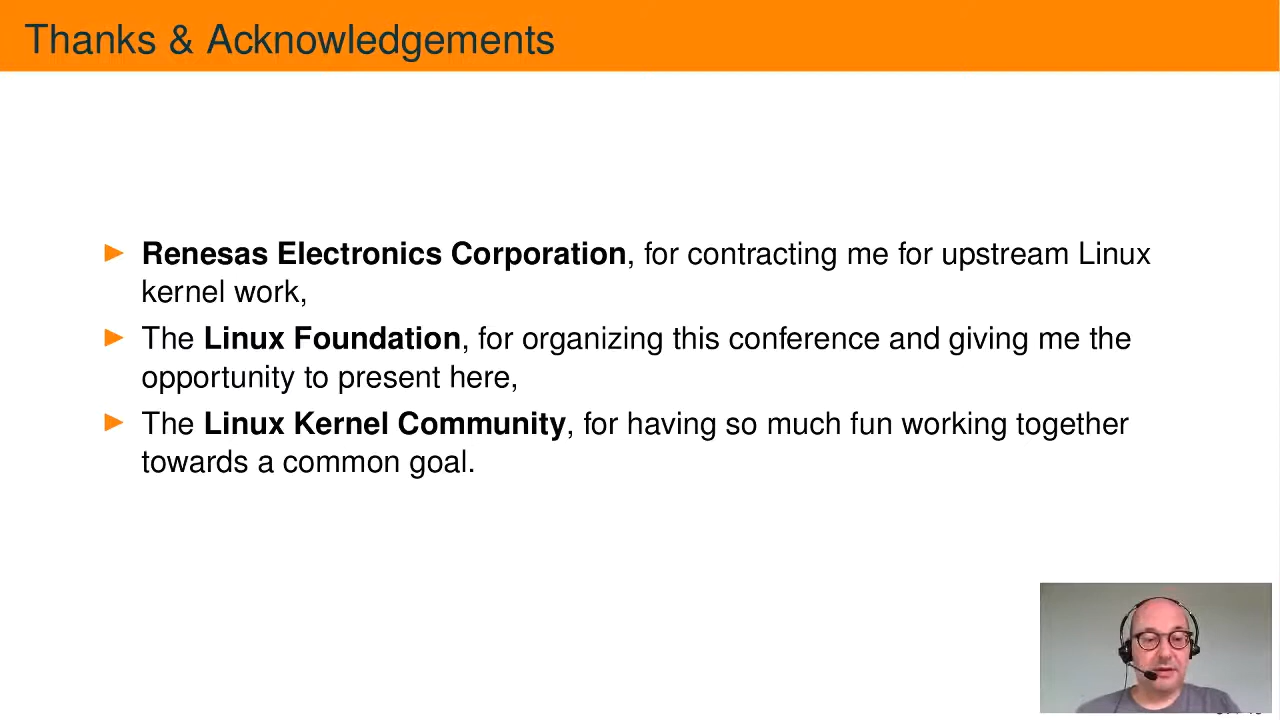 Thanks & Acknowledgements
Renesas Electronics Corporation, for contracting me for upstream Linux
kernel work,
The Linux Foundation, for organizing this conference and giving me the
opportunity to present here,
The Linux Kernel Community, for having so much fun working together
towards a common goal.